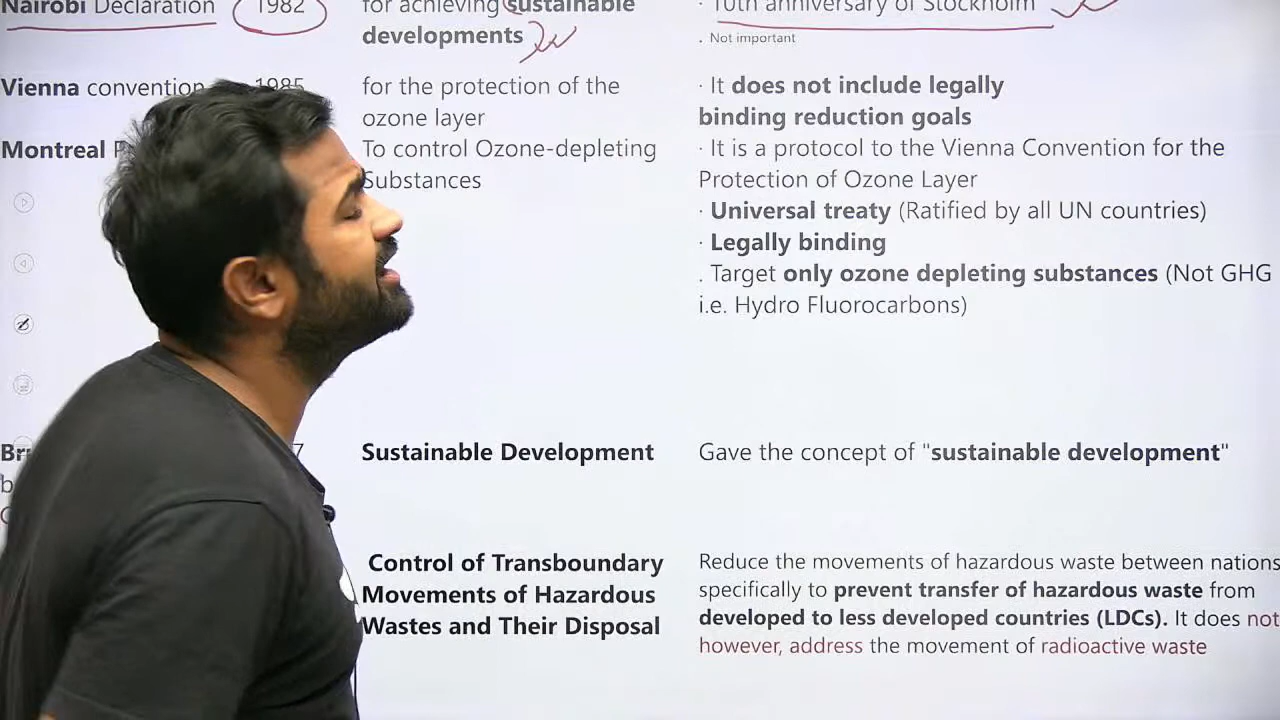 Nairobi Declaration 1982 for achieving sustainable · 10th anniversary of Stockholm
developments . Not important
Vienna convention 1985 for the protection of the · It does not include legally
ozone layer binding reduction goals
Montreal To control Ozone-depleting · It is a protocol to the Vienna Convention for the
Substances Protection of Ozone Layer
· Universal treaty (Ratified by all UN countries)
· Legally binding
. Target only ozone depleting substances (Not GHG
i.e. Hydro Fluorocarbons)
Sustainable Development Gave the concept of "sustainable development"
Control of Transboundary Reduce the movements of hazardous waste between nations
Movements of Hazardous specifically to prevent transfer of hazardous waste from
Wastes and Their Disposal developed to less developed countries (LDCs). It does not
however, address the movement of radioactive waste